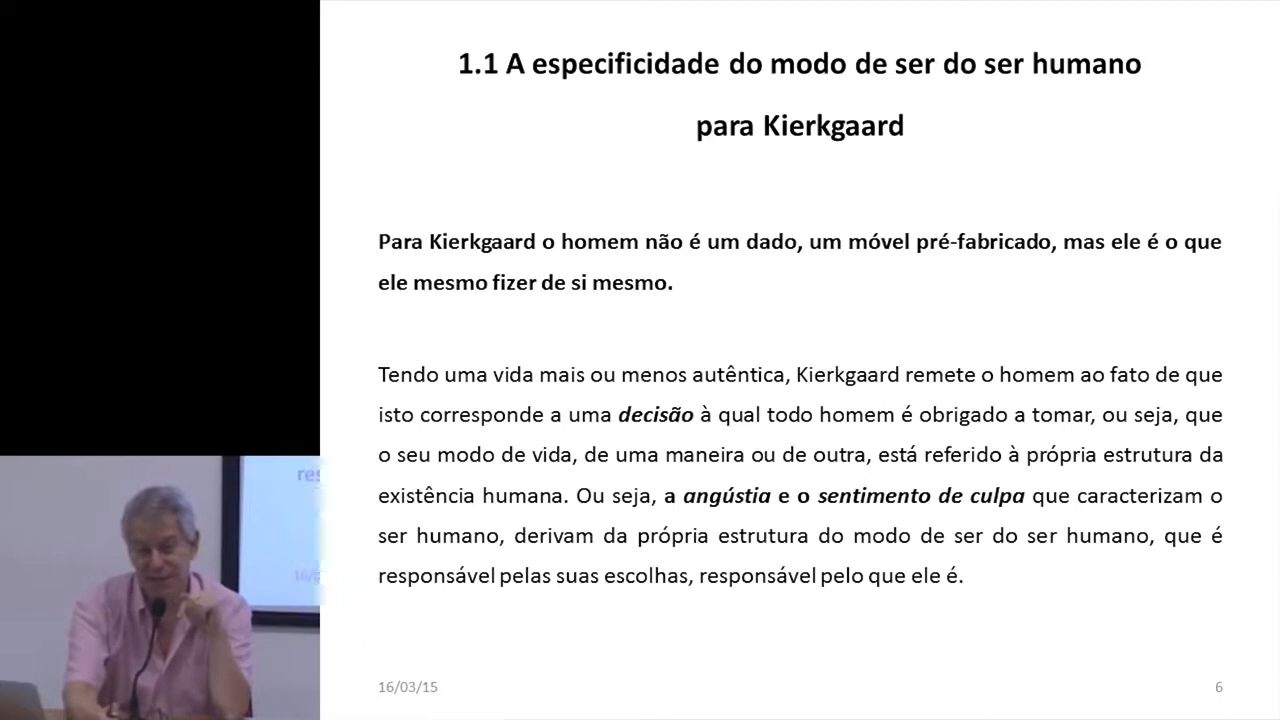 1.1 A especificidade do modo de ser do ser humano
para Kierkgaard
Para Kierkgaard o homem não é um dado, um móvel pré-fabricado, mas ele é o que
ele mesmo fizer de si mesmo.
Tendo uma vida mais ou menos autêntica, Kierkgaard remete o homem ao fato de que
isto corresponde a uma decisão à qual todo homem é obrigado a tomar, ou seja, que
o seu modo de vida, de uma maneira ou de outra, está referido à própria estrutura da
existência humana. Ou seja, a angústia e o sentimento de culpa que caracterizam o
ser humano, derivam da própria estrutura do modo de ser do ser humano, que é
responsável pelas suas escolhas, responsável pelo que ele é.
res
16/03/15
6